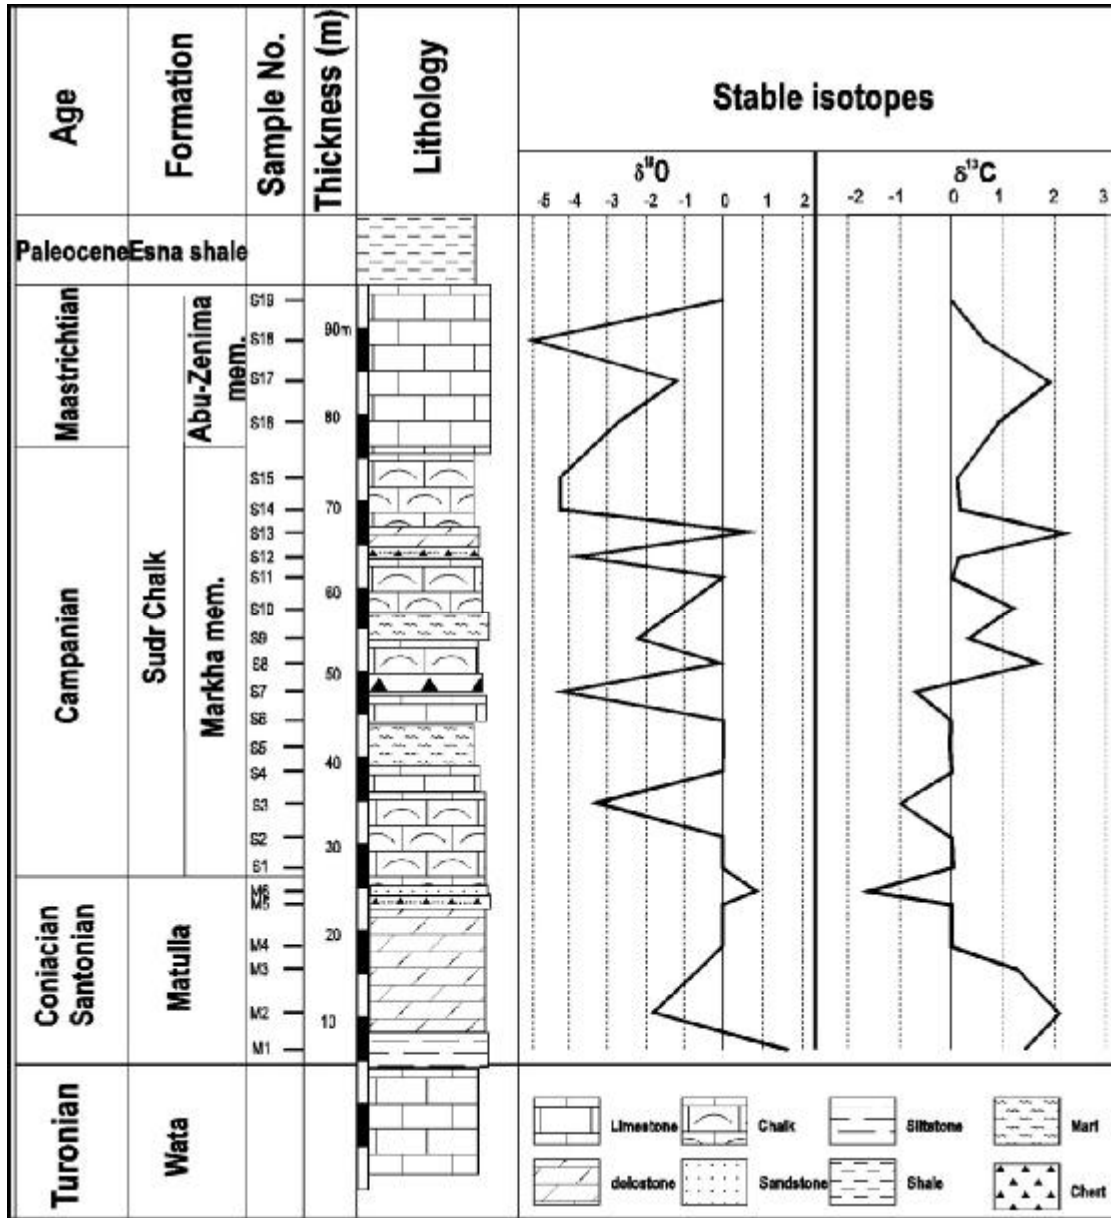 Age
Formation
Sample No.
Thickness (m)
Lithology
Stable isotopes
δ¹⁸O
δ¹³C
-5 -4 -3 -2 -1 0 1 2
-2 -1 0 1 2 3
Paleocene
Esna shale
Maastrichtian
Campanian
Coniacian
Santonian
Turonian
Sudr Chalk
Abu-Zenima
mem.
Markha mem.
Matulla
Wata
S19
S18
S17
S16
S15
S14
S13
S12
S11
S10
S9
S8
S7
S6
S5
S4
S3
S2
S1
M6
M5
M4
M3
M2
M1
90m
80
70
60
50
40
30
20
10
Limestone
Chalk
Siltstone
Marl
dolostone
Sandstone
Shale
Chert